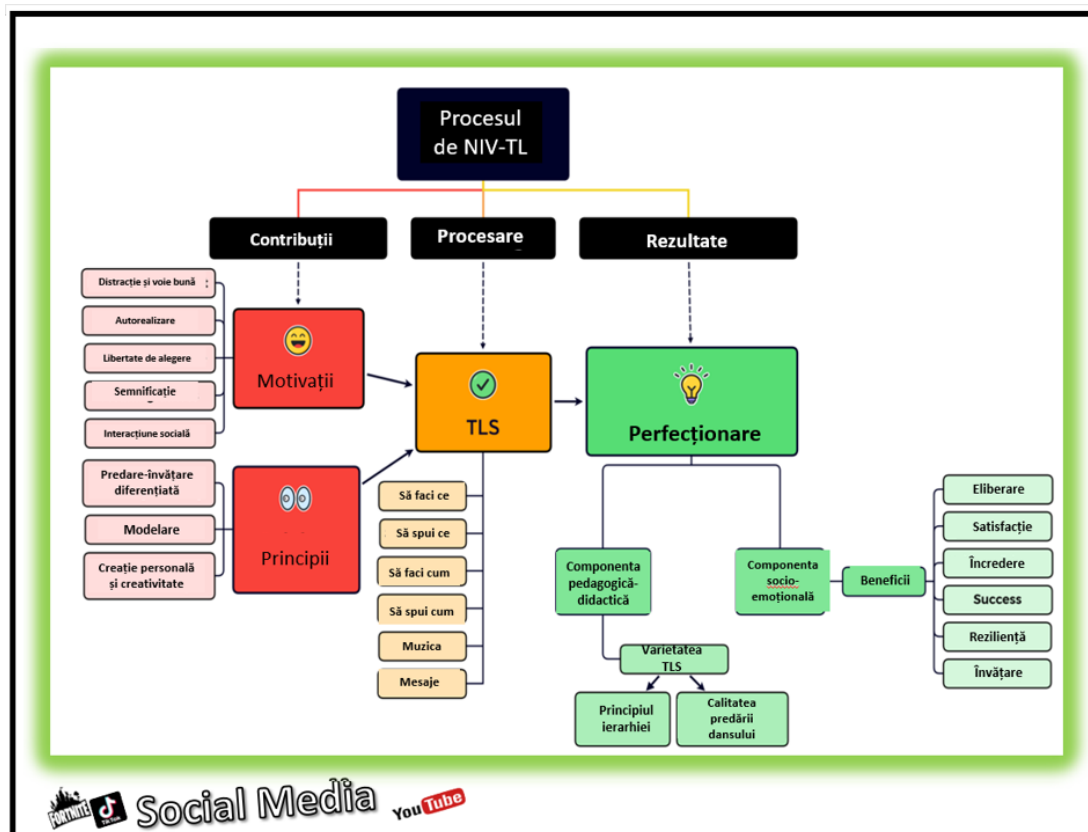 Procesul
de NIV-TL
Contribuții
Procesare
Rezultate
Distracție și voie bună :
Autorealizare
Libertate de alegere
Semnificație
Interacțiune socială
Motivații
Predare-învățare
diferențiată
Modelare
Creație personală
și creativitate
Principii
TLS
Să faci ce
Să spui ce
Să faci cum
Să spui cum
Muzica
Mesaje
Perfecționare
Componenta
pedagogică-
didactică
Varietatea
TLS
Principiul
ierarhiei
Calitatea
predării
dansului
Componenta
socio-
emoțională
Beneficii
Eliberare
Satisfacție
Încredere
Success
Reziliență
Învățare
FORTNITE
TikTok
Social Media
YouTube